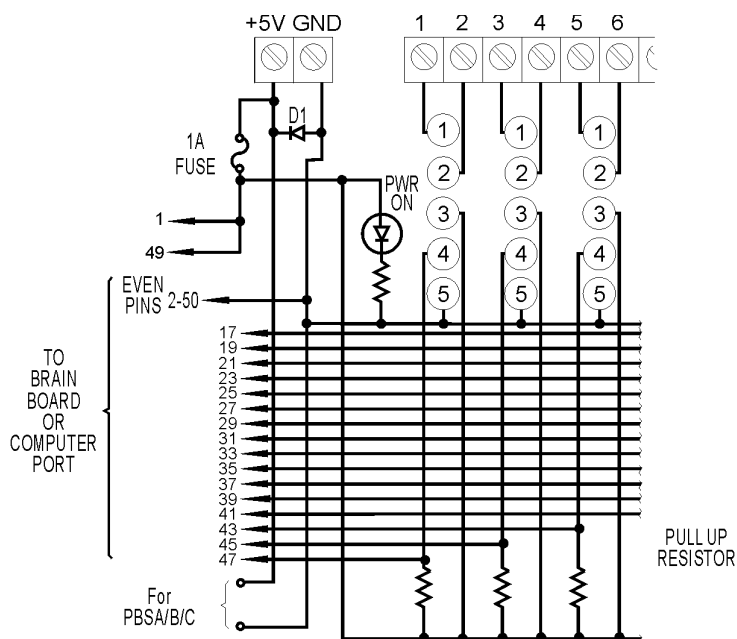 +5V GND 1 2 3 4 5 6
D1
1A
FUSE
1 1 1
2 2 2
PWR
ON
3 3 3
1
49
4 4 4
EVEN
PINS 2-50
5 5 5
17
19
21
23
25
27
29
31
33
35
37
39
41
43
45
47
TO
BRAIN
BOARD
OR
COMPUTER
PORT
PULL UP
RESISTOR
For
PBSA/B/C